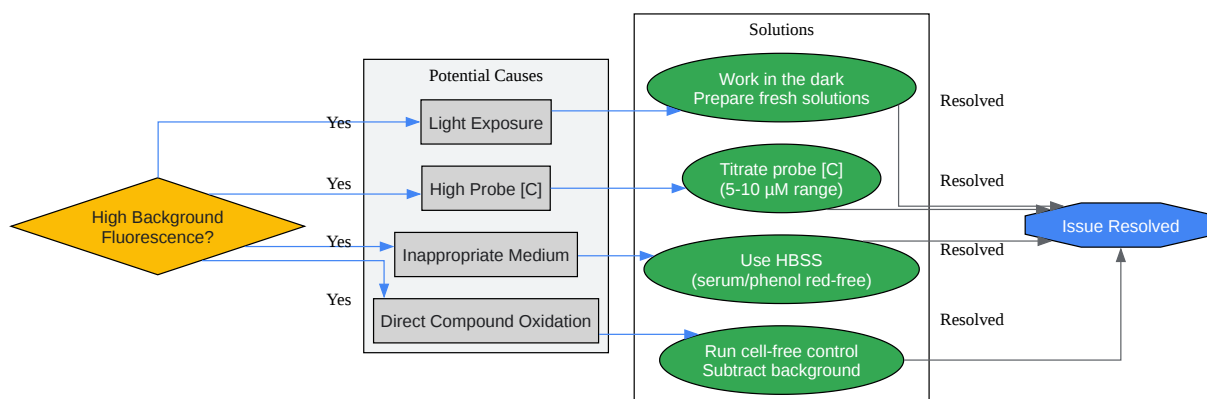 Solutions
Potential Causes
Work in the dark
Prepare fresh solutions
Resolved
Yes
Light Exposure
Titrate probe [C]
(5-10 µM range)
Resolved
Yes
High Probe [C]
High Background
Fluorescence?
Issue Resolved
Yes
Inappropriate Medium
Use HBSS
(serum/phenol red-free)
Resolved
Yes
Direct Compound Oxidation
Resolved
Run cell-free control
Subtract background